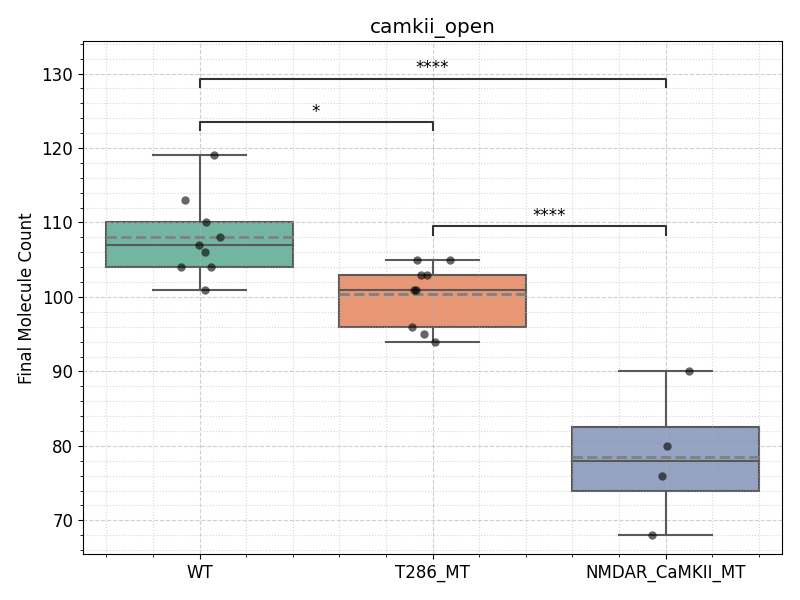 camkii_open
****
*
****
Final Molecule Count
130
120
110
100
90
80
70
WT
T286_MT
NMDAR_CaMKII_MT